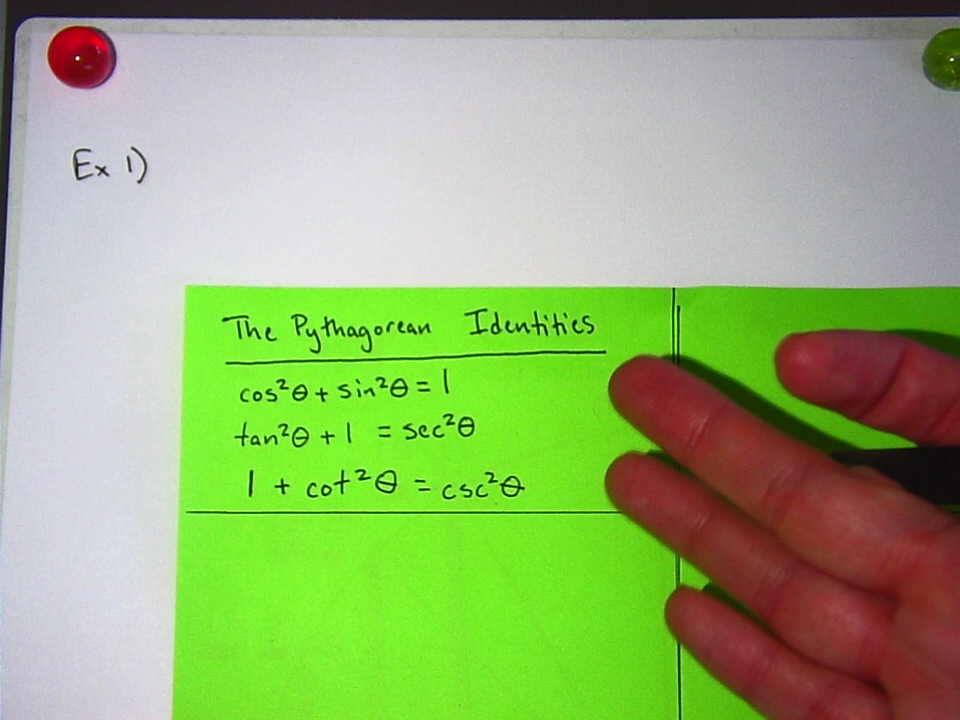 Ex 1)
The Pythagorean Identities
cos²θ + sin²θ = 1
tan²θ + 1 = sec²θ
1 + cot²θ = csc²θ